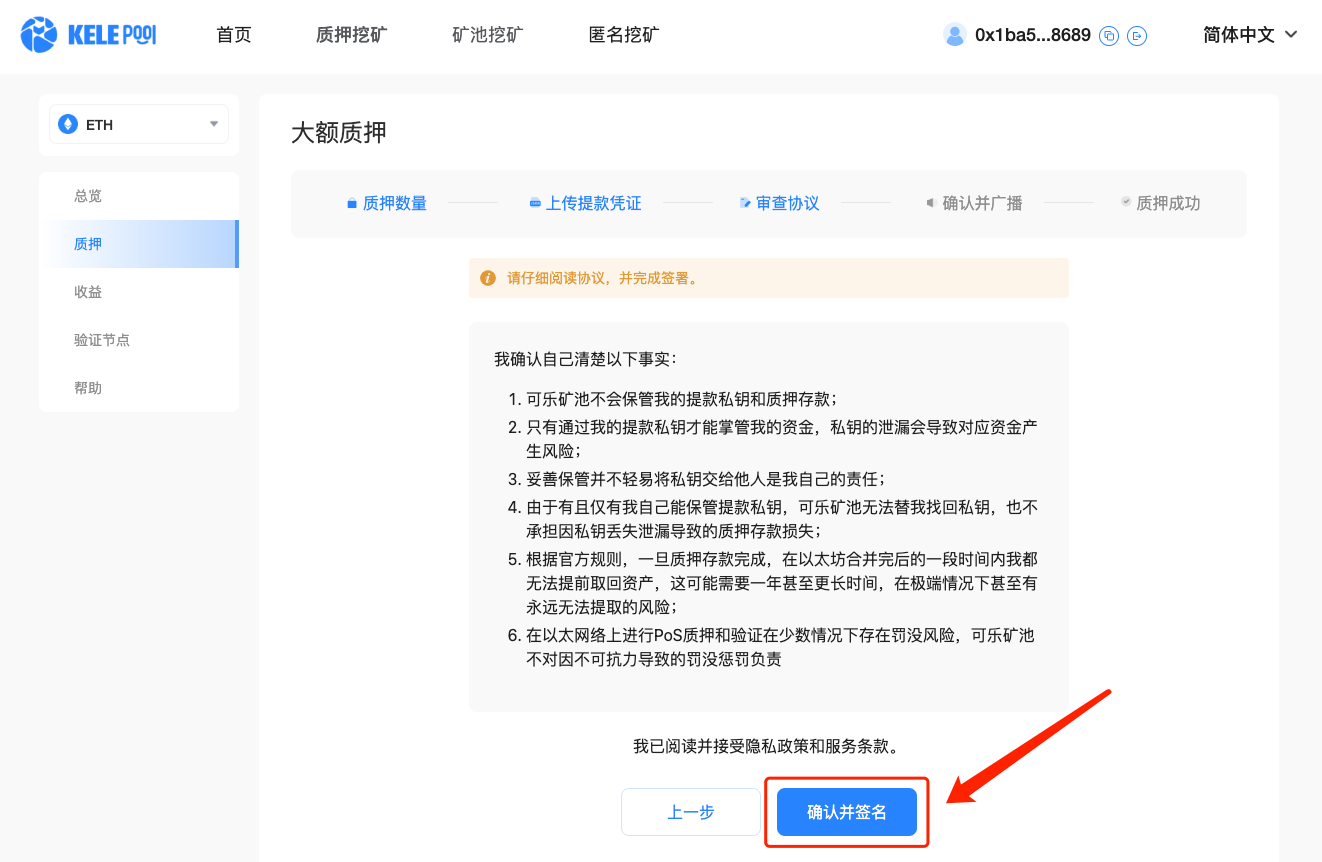 KELE POOl
首页
质押挖矿
矿池挖矿
匿名挖矿
0x1ba5...8689
简体中文
ETH
总览
质押
收益
验证节点
帮助
大额质押
质押数量
上传提款凭证
审查协议
确认并广播
质押成功
请仔细阅读协议，并完成签署。
我确认自己清楚以下事实：
1. 可乐矿池不会保管我的提款私钥和质押存款；
2. 只有通过我的提款私钥才能掌管我的资金，私钥的泄漏会导致对应资金产
生风险；
3. 妥善保管并不轻易将私钥交给他人是我自己的责任；
4. 由于有且仅有我自己能保管提款私钥，可乐矿池无法替我找回私钥，也不
承担因私钥丢失泄漏导致的质押存款损失；
5. 根据官方规则，一旦质押存款完成，在以太坊合并完后的一段时间内我都
无法提前取回资产，这可能需要一年甚至更长时间，在极端情况下甚至有
永远无法提取的风险；
6. 在以太网络上进行PoS质押和验证在少数情况下存在罚没风险，可乐矿池
不对因不可抗力导致的罚没惩罚负责
我已阅读并接受隐私政策和服务条款。
上一步
确认并签名